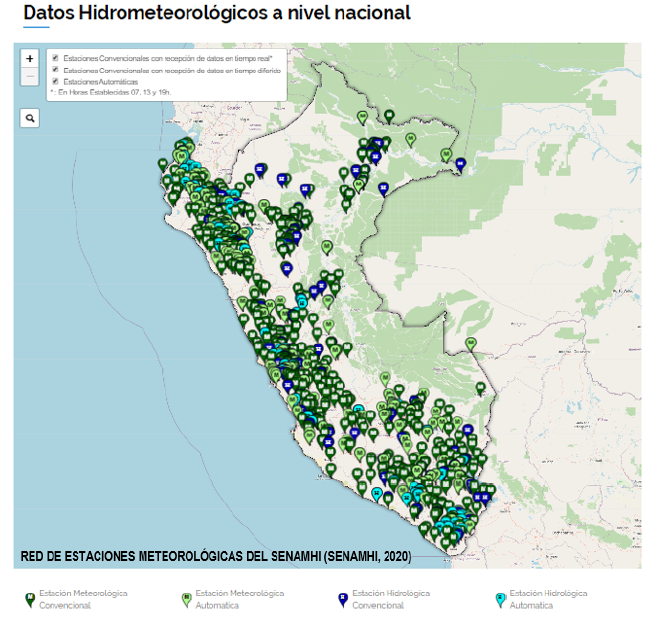 Datos Hidrometeorológicos a nivel nacional
+
Estaciones Convencionales con recepción de datos en tiempo real*
−
Estaciones Convencionales con recepción de datos en tiempo diferido
Estaciones Automáticas
* : En Horas Establecidas 07, 13 y 19h.
RED DE ESTACIONES METEOROLÓGICAS DEL SENAMHI (SENAMHI, 2020)
Estación Meteorológica
Convencional
Estación Meteorológica
Automatica
Estación Hidrológica
Convencional
Estación Hidrológica
Automatica